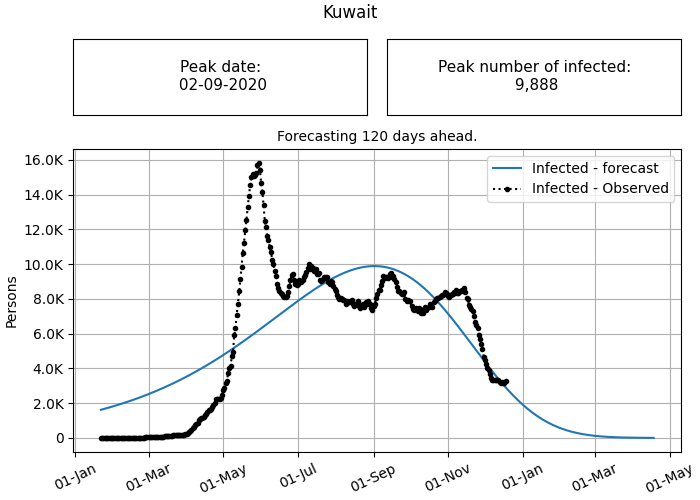 Kuwait
Peak date:
02-09-2020
Peak number of infected:
9,888
Forecasting 120 days ahead.
Infected - forecast
Infected - Observed
16.0K
14.0K
12.0K
10.0K
8.0K
6.0K
4.0K
2.0K
0
Persons
01-Jan
01-Mar
01-May
01-Jul
01-Sep
01-Nov
01-Jan
01-Mar
01-May